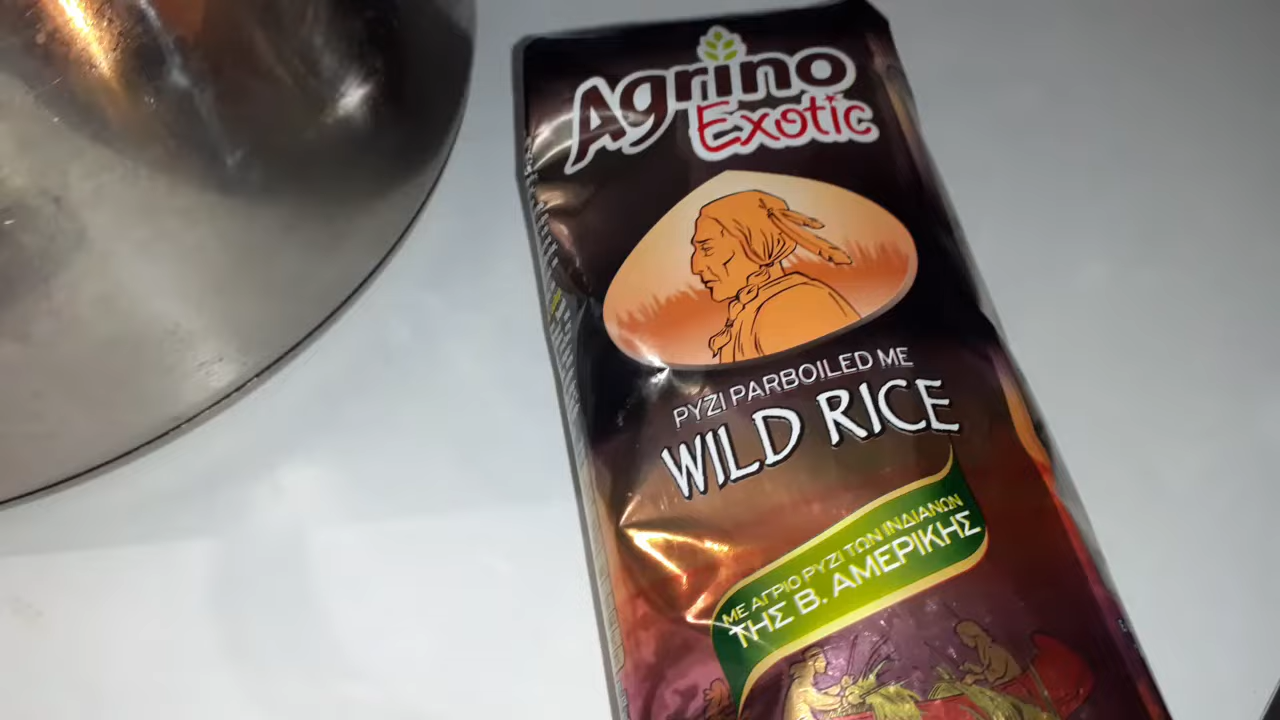 Agrino
Exotic
ΡΥΖΙ PARBOILED ΜΕ
WILD RICE
ΜΕ ΑΓΡΙΟ ΡΥΖΙ ΤΩΝ ΙΝΔΙΑΝΩΝ
ΤΗΣ Β. ΑΜΕΡΙΚΗΣ